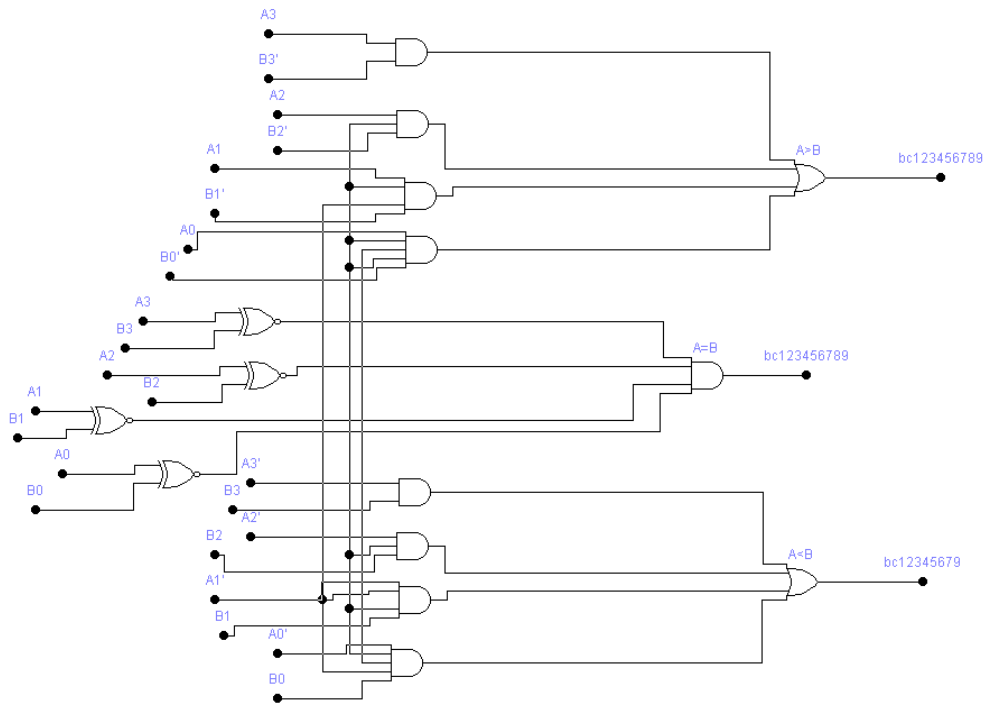 A3
B3'
A2
B2'
A1
B1'
A0
B0'
A>B
bc123456789
A3
B3
A2
B2
A1
B1
A0
B0
A=B
bc123456789
A3'
B3
A2'
B2
A1'
B1
A0'
B0
A<B
bc12345679